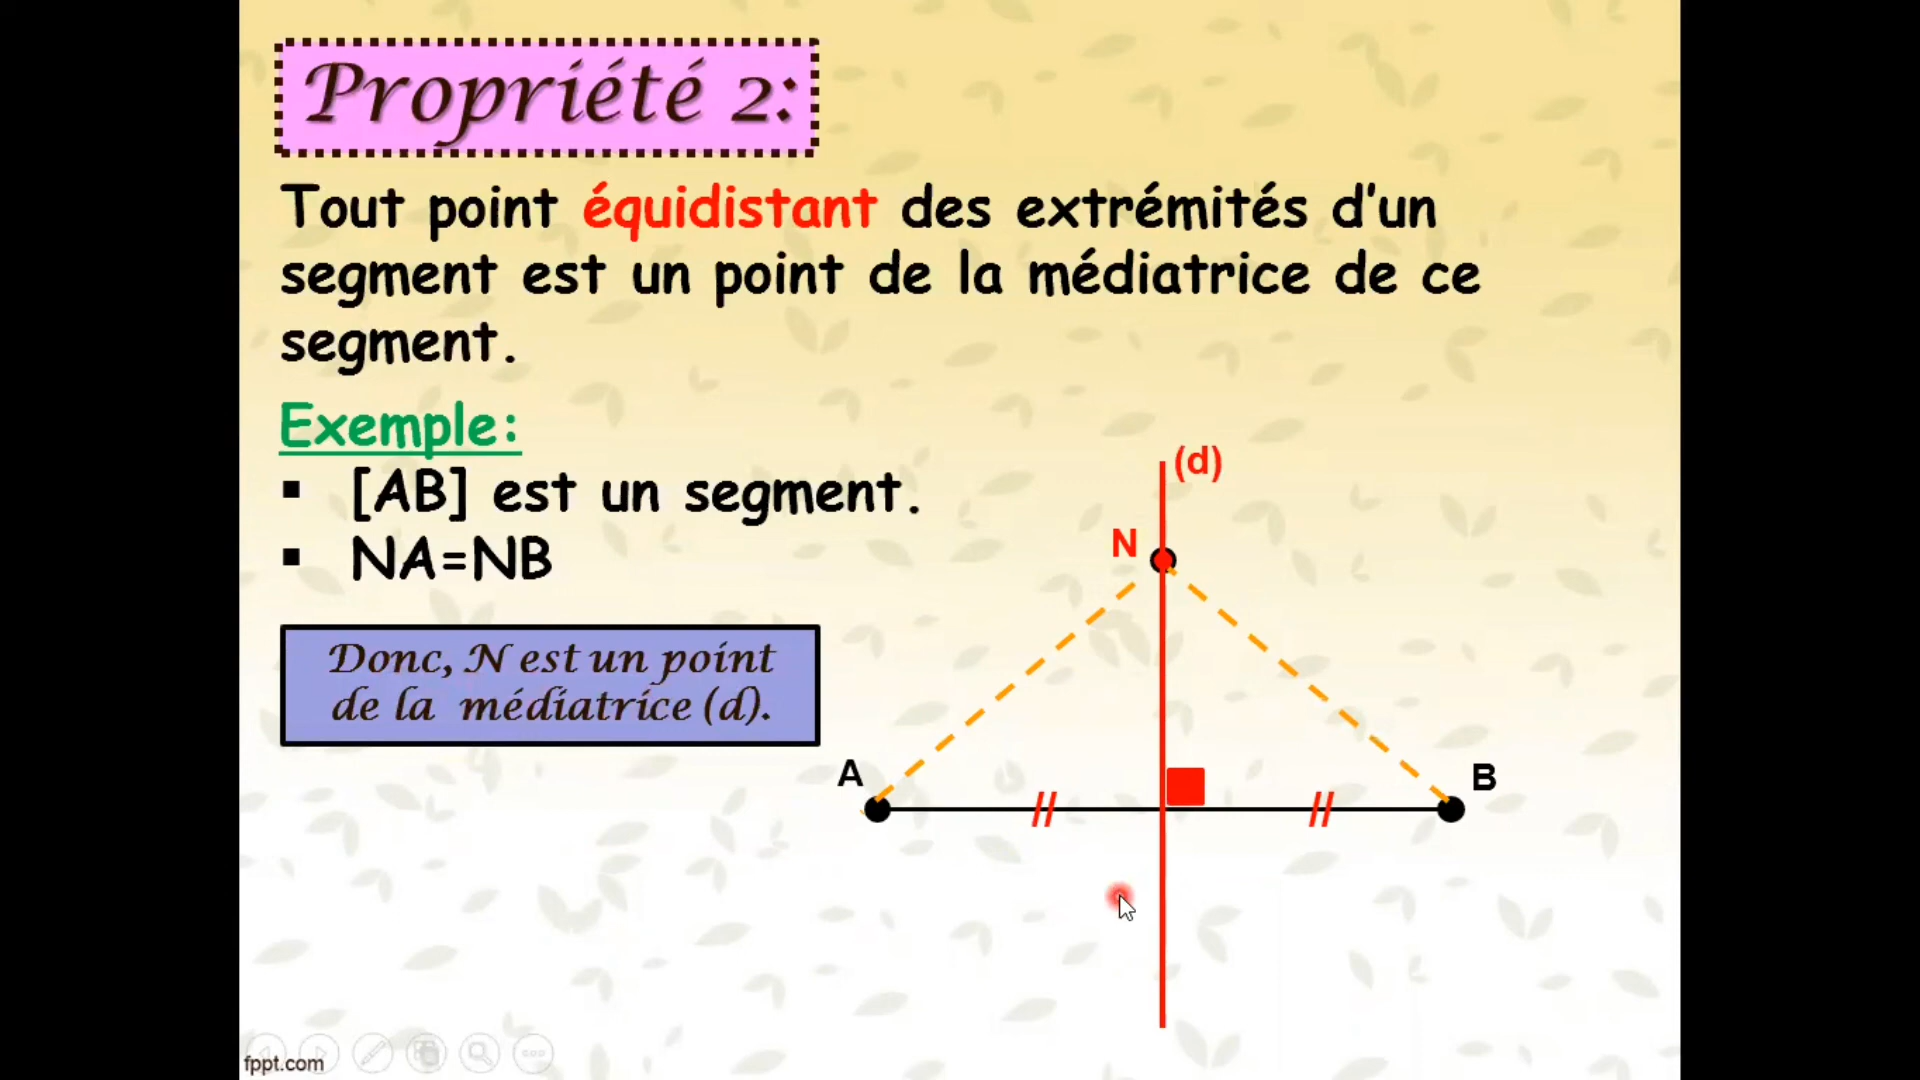 Propriété 2:
Tout point équidistant des extrémités d'un
segment est un point de la médiatrice de ce
segment.
Exemple:
▪ [AB] est un segment.
▪ NA=NB
Donc, N est un point
de la médiatrice (d).
(d)
N
A
B
fppt.com